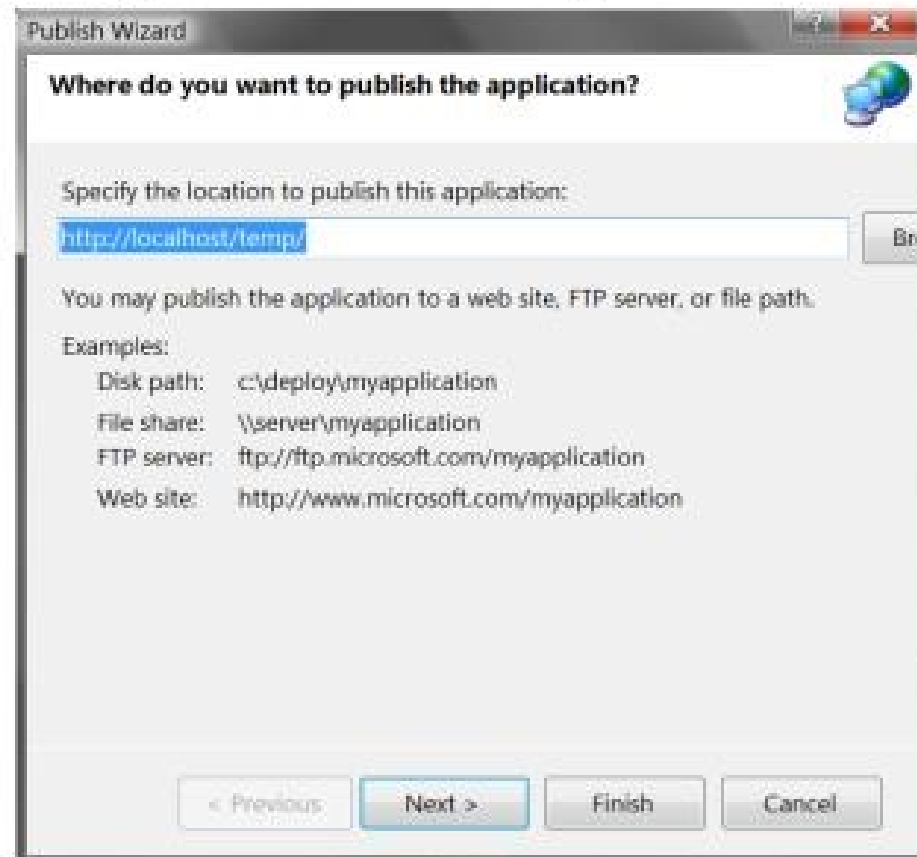 Publish Wizard
Where do you want to publish the application?
Specify the location to publish this application:
http://localhost/temp/
Br
You may publish the application to a web site, FTP server, or file path.
Examples:
Disk path: c:\deploy\myapplication
File share: \\server\myapplication
FTP server: ftp://ftp.microsoft.com/myapplication
Web site: http://www.microsoft.com/myapplication
< Previous Next > Finish Cancel